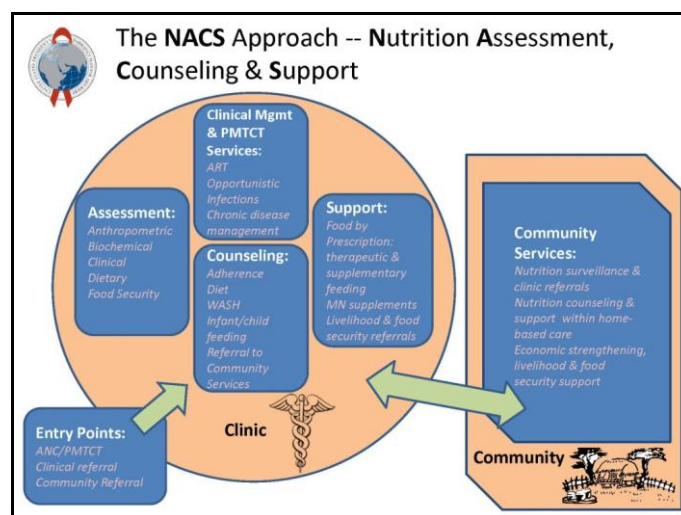 The NACS Approach -- Nutrition Assessment,
Counseling & Support
Clinical Mgmt
& PMTCT
Services:
ART
Opportunistic
Infections
Chronic disease
management
Assessment:
Anthropometric
Biochemical
Clinical
Dietary
Food Security
Counseling:
Adherence
Diet
WASH
Infant/child
feeding
Referral to
Community
Services
Support:
Food by
Prescription:
therapeutic &
supplementary
feeding
MN supplements
Livelihood & food
security referrals
Community
Services:
Nutrition surveillance &
clinic referrals
Nutrition counseling &
support within home-
based care
Economic strengthening,
livelihood & food
security support
Entry Points:
ANC/PMTCT
Clinical referral
Community Referral
Clinic
Community